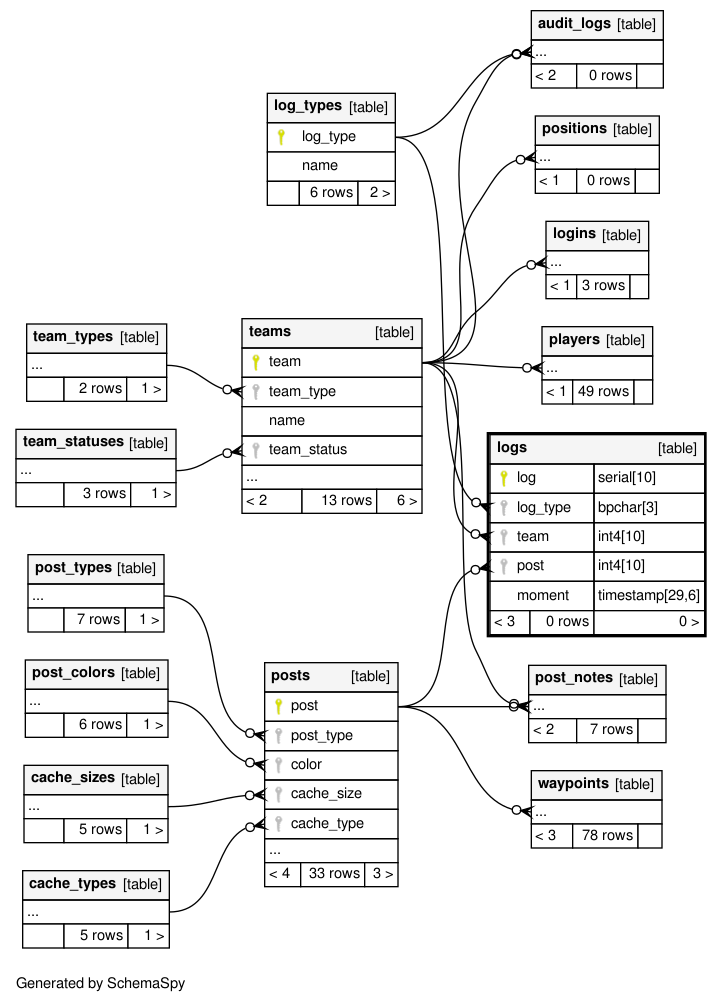 audit_logs [table]
...
< 2 0 rows
log_types [table]
log_type
name
6 rows 2 >
positions [table]
...
< 1 0 rows
logins [table]
...
< 1 3 rows
team_types [table]
...
2 rows 1 >
teams [table]
team
team_type
name
team_status
...
< 2 13 rows 6 >
players [table]
...
< 1 49 rows
team_statuses [table]
...
3 rows 1 >
logs [table]
log serial[10]
log_type bpchar[3]
team int4[10]
post int4[10]
moment timestamp[29,6]
< 3 0 rows 0 >
post_types [table]
...
7 rows 1 >
post_colors [table]
...
6 rows 1 >
posts [table]
post
post_type
color
cache_size
cache_type
...
< 4 33 rows 3 >
post_notes [table]
...
< 2 7 rows
cache_sizes [table]
...
5 rows 1 >
waypoints [table]
...
< 3 78 rows
cache_types [table]
...
5 rows 1 >
Generated by SchemaSpy